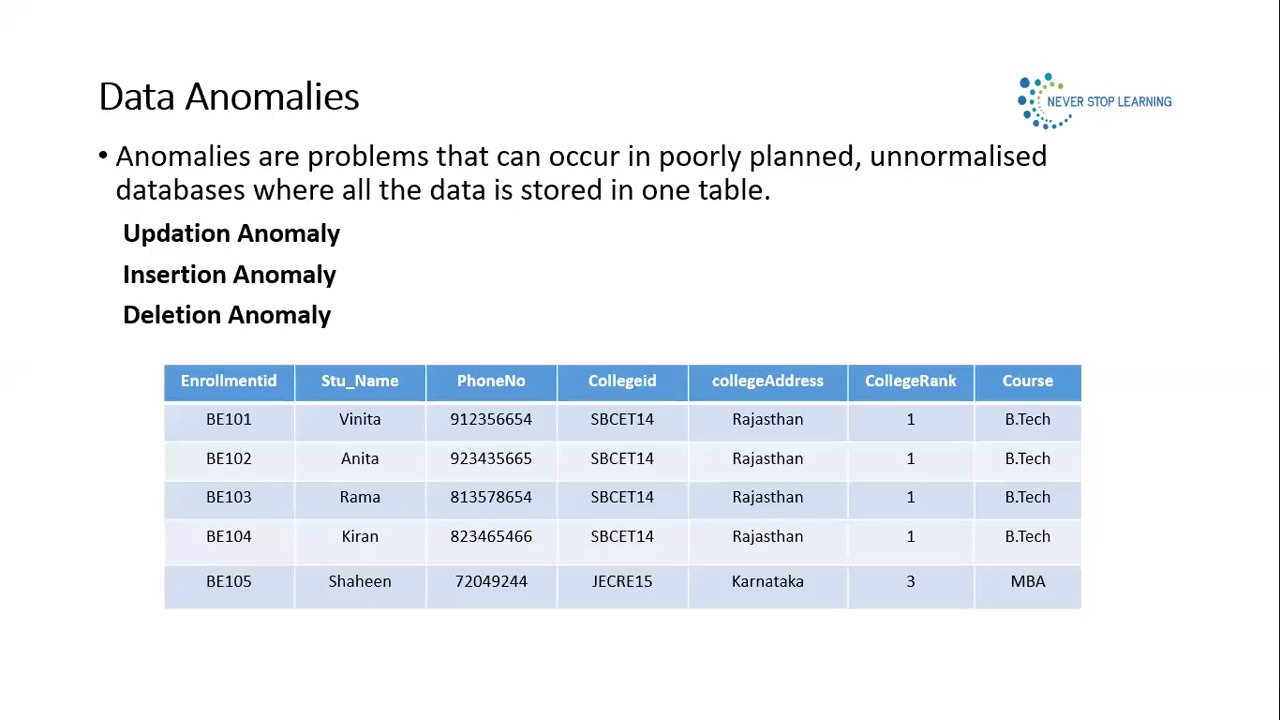 Data Anomalies
NEVER STOP LEARNING
• Anomalies are problems that can occur in poorly planned, unnormalised
databases where all the data is stored in one table.
Updation Anomaly
Insertion Anomaly
Deletion Anomaly
Enrollmentid Stu_Name PhoneNo Collegeid collegeAddress CollegeRank Course
BE101 Vinita 912356654 SBCET14 Rajasthan 1 B.Tech
BE102 Anita 923435665 SBCET14 Rajasthan 1 B.Tech
BE103 Rama 813578654 SBCET14 Rajasthan 1 B.Tech
BE104 Kiran 823465466 SBCET14 Rajasthan 1 B.Tech
BE105 Shaheen 72049244 JECRE15 Karnataka 3 MBA